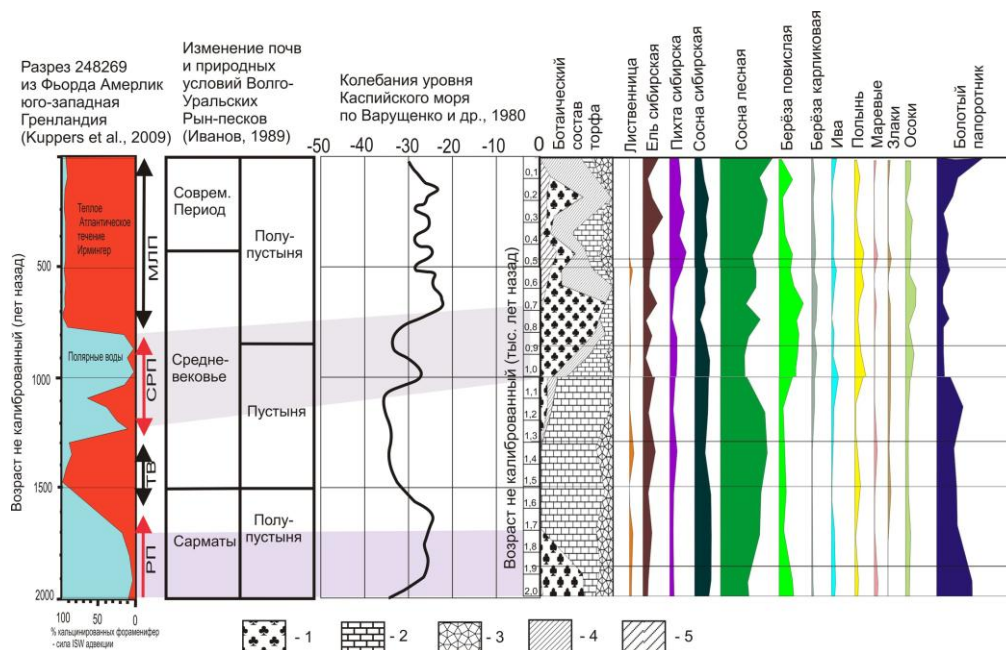 Разрез 248269
из Фьорда Америлк
юго-западная
Гренландия
(Kuppers et al., 2009)
Изменение почв
и природных
условий Волго-
Уральских
Рын-песков
(Иванов, 1989)
Колебания уровня
Каспийского моря
по Варущенко и др., 1980
-50 -40 -30 -20 -10 0
Ботанический
состав
торфа
Лиственница
Ель сибирская
Пихта сибирска
Сосна сибирская
Сосна лесная
Берёза повислая
Берёза карликовая
Ива
Полынь
Маревые
Злаки
Осоки
Болотый
папоротник
Возраст не калиброванный (лет назад)
500
1000
1500
2000
Теплое
Атлантическое
течение
Ирмингер
Полярные воды
МЛП
СРП
ТВ
РП
Соврем.
Период
Средне-
вековье
Сарматы
Полу-
пустыня
Пустыня
Полу-
пустыня
Возраст не калиброванный (тыс. лет назад)
0,1
0,2
0,3
0,4
0,5
0,6
0,7
0,8
0,9
1,0
1,1
1,2
1,3
1,4
1,5
1,6
1,7
1,8
1,9
2,0
100 50 0
% кальцинированных фораменифер
- сила ISW адвекции
- 1 - 2 - 3 - 4 - 5